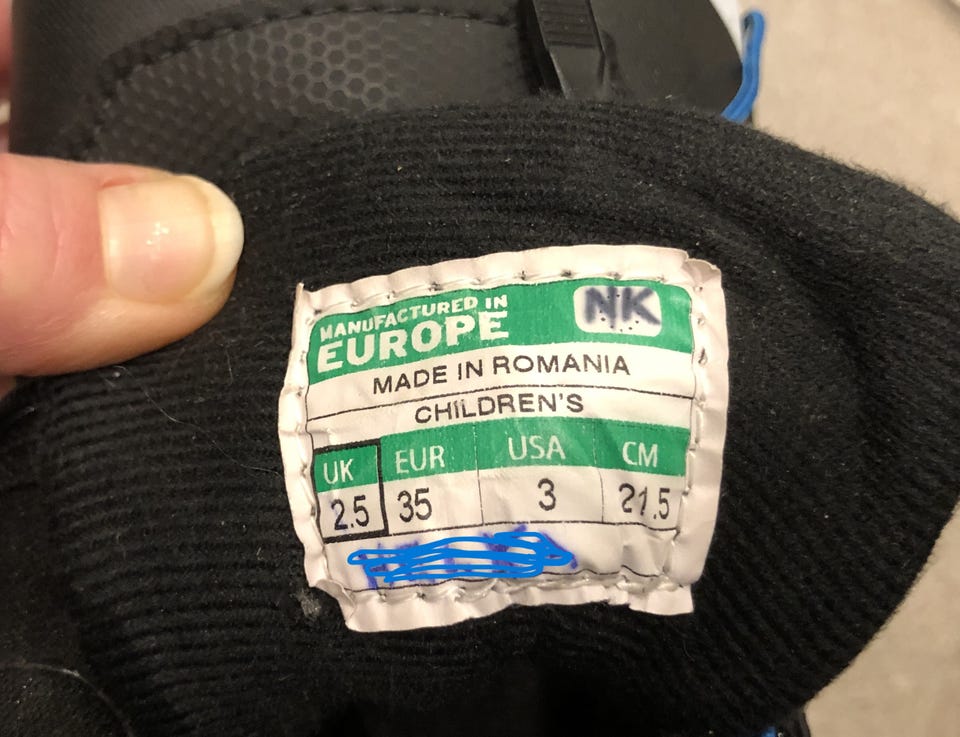 MANUFACTURED IN NK
EUROPE
MADE IN ROMANIA
CHILDREN'S
UK EUR USA CM
2.5 35 3 21.5